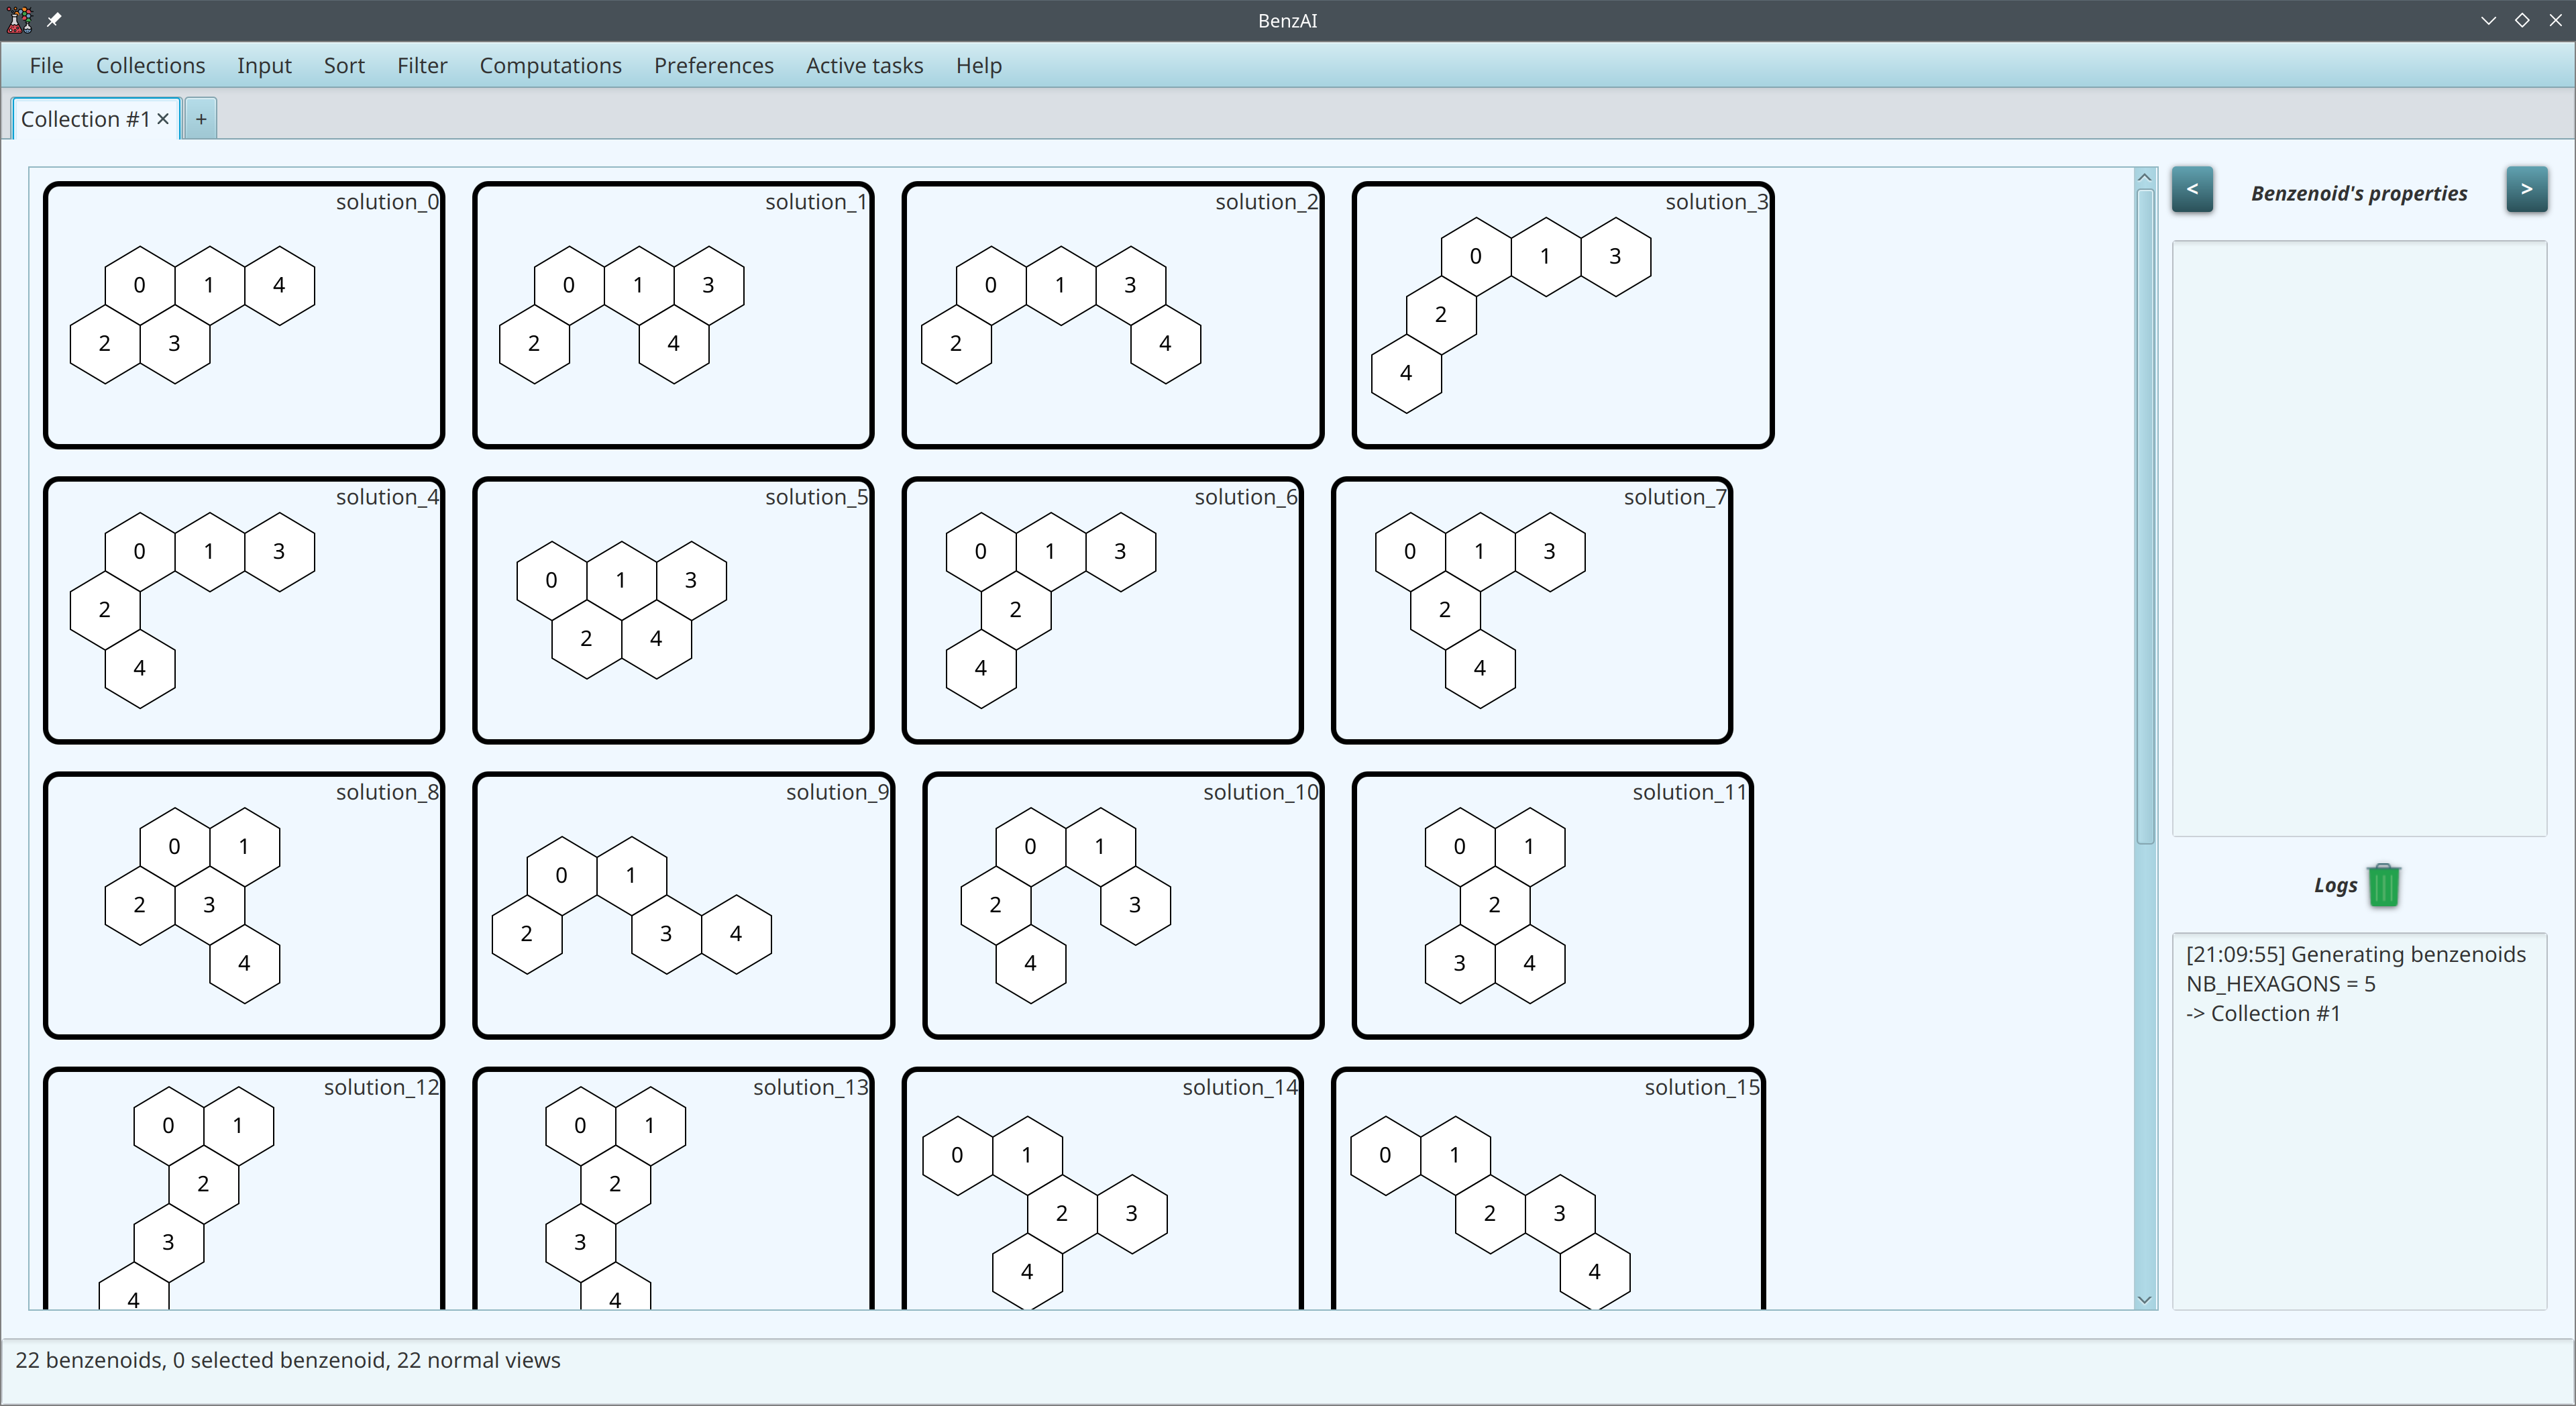 BenzAI
File Collections Input Sort Filter Computations Preferences Active tasks Help
Collection #1 × +
solution_0
0 1 4
2 3
solution_1
0 1 3
2 4
solution_2
0 1 3
2 4
solution_3
0 1 3
2
4
solution_4
0 1 3
2
4
solution_5
0 1 3
2 4
solution_6
0 1 3
2
4
solution_7
0 1 3
2
4
solution_8
0 1
2 3
4
solution_9
0 1
2 3 4
solution_10
0 1
2 3
4
solution_11
0 1
2
3 4
solution_12
0 1
2
3
4
solution_13
0 1
2
3
4
solution_14
0 1
2 3
4
solution_15
0 1
2 3
4
< Benzenoid's properties >
Logs
[21:09:55] Generating benzenoids
NB_HEXAGONS = 5
-> Collection #1
22 benzenoids, 0 selected benzenoid, 22 normal views